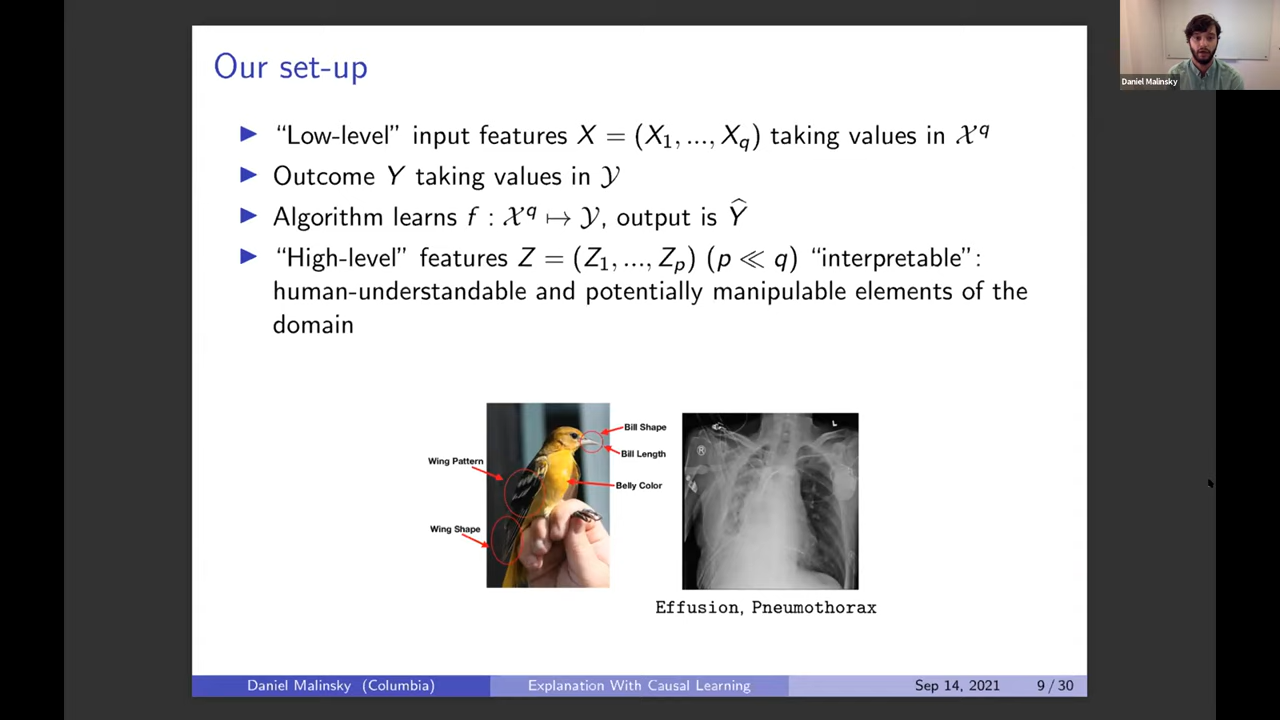 Daniel Malinsky
Our set-up
▶ “Low-level” input features X = (X₁, ..., X_q) taking values in 𝒳^q
▶ Outcome Y taking values in 𝒴
▶ Algorithm learns f : 𝒳^q ↦ 𝒴, output is Ŷ
▶ “High-level” features Z = (Z₁, ..., Z_p) (p ≪ q) “interpretable”:
human-understandable and potentially manipulable elements of the
domain
Bill Shape
Bill Length
Wing Pattern
Belly Color
Wing Shape
R
L
Effusion, Pneumothorax
Daniel Malinsky (Columbia)
Explanation With Causal Learning
Sep 14, 2021
9 / 30